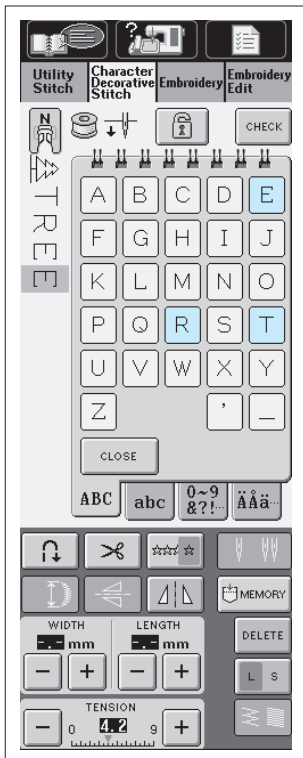 ?
Utility Stitch
Character Decorative Stitch
Embroidery
Embroidery Edit
N
CHECK
T
R
E
E
A B C D E
F G H I J
K L M N O
P Q R S T
U V W X Y
Z ' _
CLOSE
ABC
abc
0~9 &?!...
ÄÅä...
MEMORY
WIDTH
LENGTH
-.- mm
-.- mm
DELETE
− +
− +
L S
TENSION
− 0 4.2 9 +